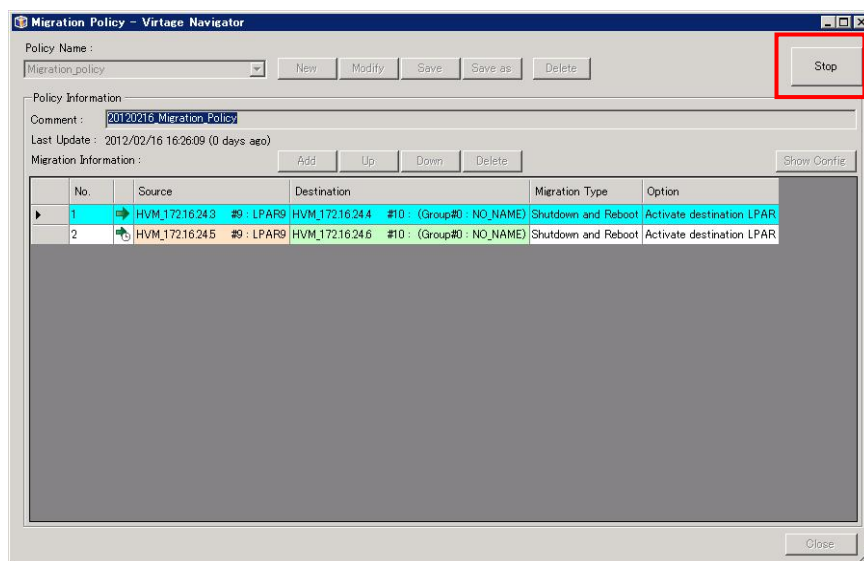 Migration Policy - Virtage Navigator
Policy Name :
Migration_policy New Modify Save Save as Delete Stop
Policy Information
Comment : 20120216_Migration_Policy
Last Update : 2012/02/16 16:26:09 (0 days ago)
Migration Information : Add Up Down Delete Show Config
No. Source Destination Migration Type Option
1 HVM_172.16.24.3 #9 : LPAR9 HVM_172.16.24.4 #10 : (Group#0 : NO_NAME) Shutdown and Reboot Activate destination LPAR
2 HVM_172.16.24.5 #9 : LPAR9 HVM_172.16.24.6 #10 : (Group#0 : NO_NAME) Shutdown and Reboot Activate destination LPAR
Close